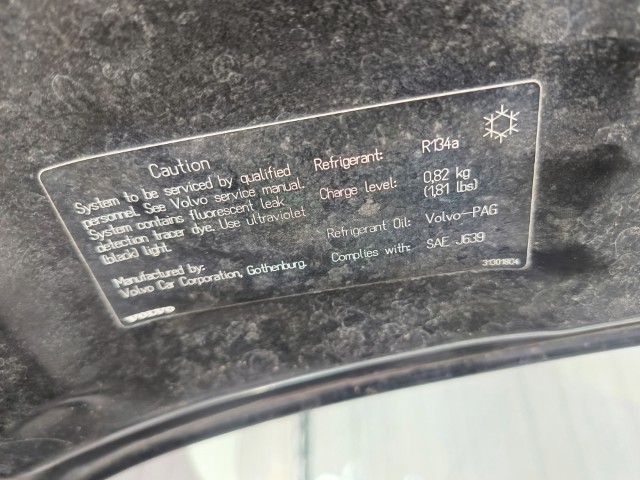 Caution
System to be serviced by qualified
personnel. See Volvo service manual.
System contains fluorescent leak
detection tracer dye. Use ultraviolet
(black) light.
Manufactured by:
Volvo Car Corporation, Gothenburg.
VOLVO
Refrigerant: R134a
Charge level: 0,82 kg
(1,81 lbs)
Refrigerant Oil: Volvo-PAG
Complies with: SAE J639
31301804